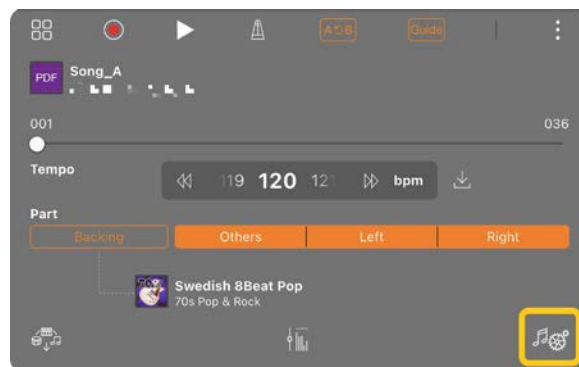 A B Guide
PDF Song_A
001 036
Tempo 119 120 12 bpm
Part
Backing Others Left Right
Swedish 8Beat Pop
70s Pop & Rock